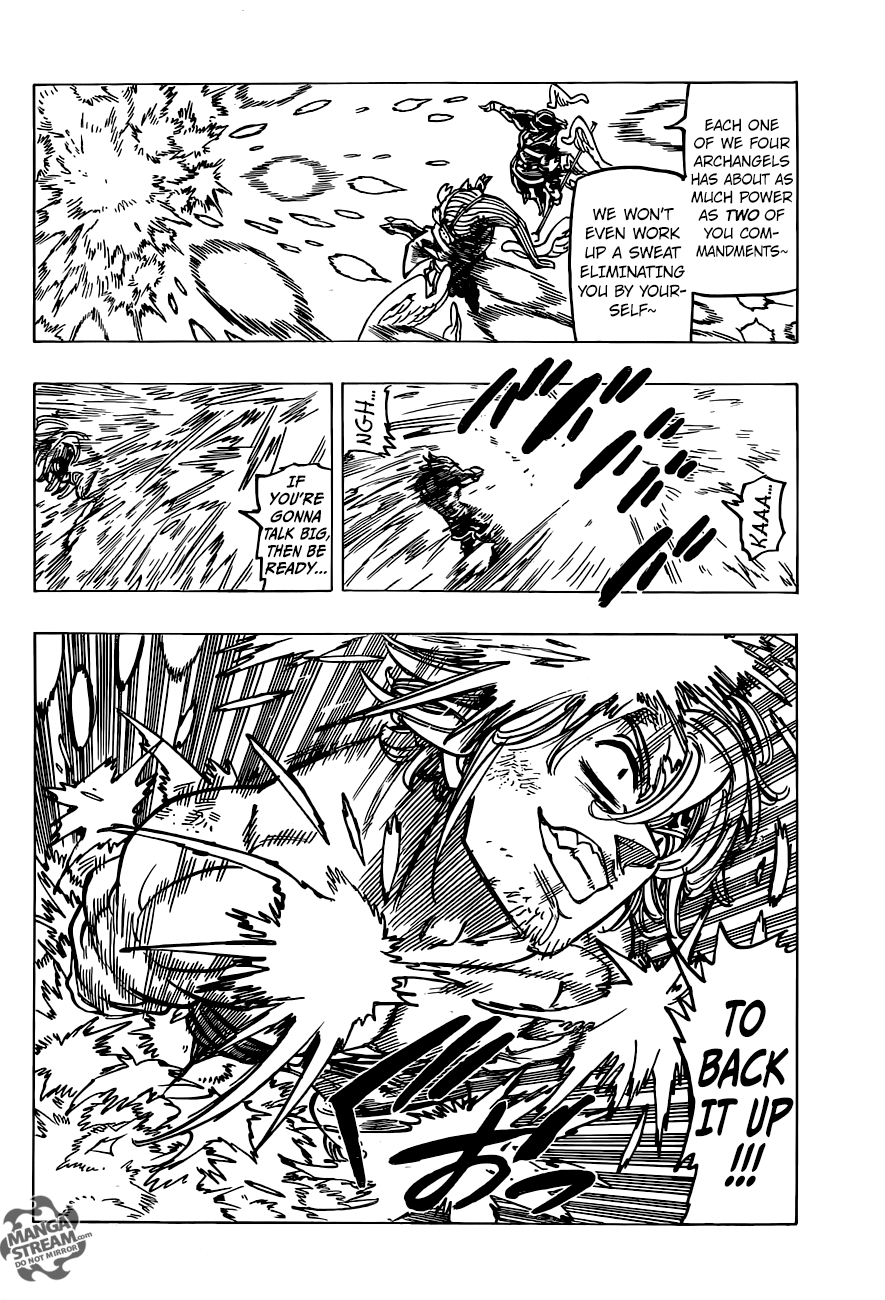 EACH ONE
OF WE FOUR
ARCHANGELS
HAS ABOUT AS
MUCH POWER
AS TWO OF
YOU COM-
MANDMENTS~
WE WON'T
EVEN WORK
UP A SWEAT
ELIMINATING
YOU BY YOUR-
SELF~
KAAA...
NGH...
IF
YOU'RE
GONNA
TALK BIG,
THEN BE
READY...
TO
BACK
IT UP
!!!
MANGA
STREAM.com
DO NOT MIRROR